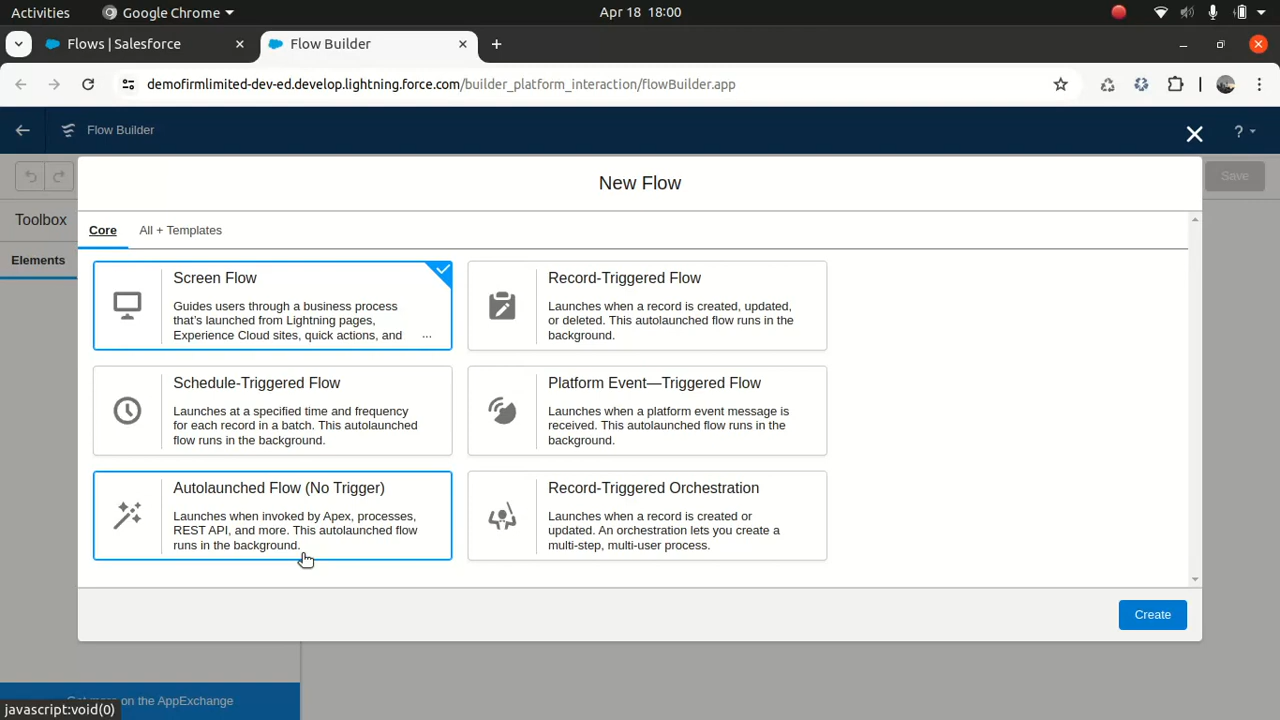 Activities
Google Chrome
Apr 18 18:00
Flows | Salesforce
Flow Builder
demofirmlimited-dev-ed.develop.lightning.force.com/builder_platform_interaction/flowBuilder.app
Flow Builder
?
New Flow
Save
Toolbox
Core
All + Templates
Elements
Screen Flow
Guides users through a business process
that's launched from Lightning pages,
Experience Cloud sites, quick actions, and ...
Record-Triggered Flow
Launches when a record is created, updated,
or deleted. This autolaunched flow runs in the
background.
Schedule-Triggered Flow
Launches at a specified time and frequency
for each record in a batch. This autolaunched
flow runs in the background.
Platform Event—Triggered Flow
Launches when a platform event message is
received. This autolaunched flow runs in the
background.
Autolaunched Flow (No Trigger)
Launches when invoked by Apex, processes,
REST API, and more. This autolaunched flow
runs in the background.
Record-Triggered Orchestration
Launches when a record is created or
updated. An orchestration lets you create a
multi-step, multi-user process.
Create
Get more on the AppExchange
javascript:void(0)